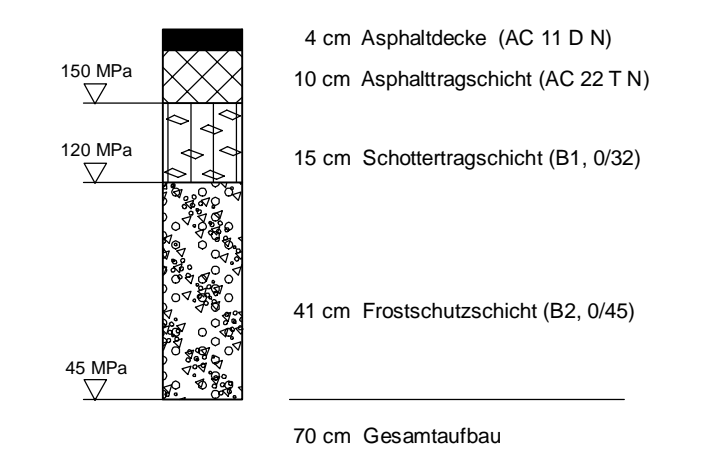 4 cm Asphaltdecke (AC 11 D N)
150 MPa
10 cm Asphalttragschicht (AC 22 T N)
120 MPa
15 cm Schottertragschicht (B1, 0/32)
41 cm Frostschutzschicht (B2, 0/45)
45 MPa
70 cm Gesamtaufbau